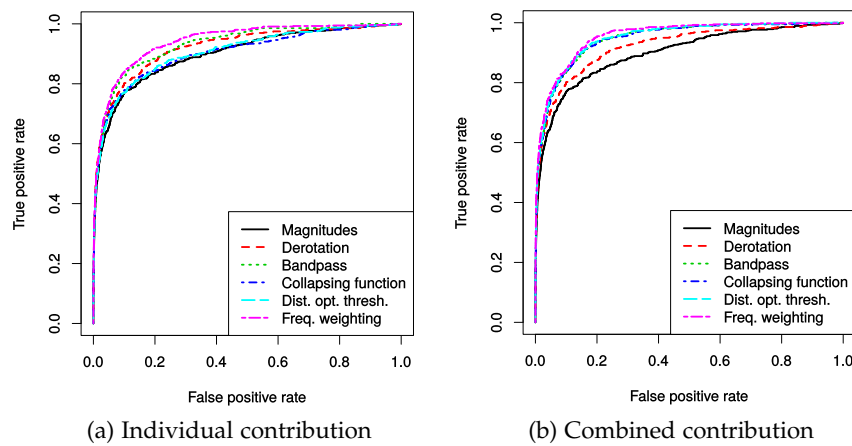 True positive rate
1.0
0.8
0.6
0.4
0.2
0.0
Magnitudes
Derotation
Bandpass
Collapsing function
Dist. opt. thresh.
Freq. weighting
0.0 0.2 0.4 0.6 0.8 1.0
False positive rate
(a) Individual contribution
True positive rate
1.0
0.8
0.6
0.4
0.2
0.0
Magnitudes
Derotation
Bandpass
Collapsing function
Dist. opt. thresh.
Freq. weighting
0.0 0.2 0.4 0.6 0.8 1.0
False positive rate
(b) Combined contribution